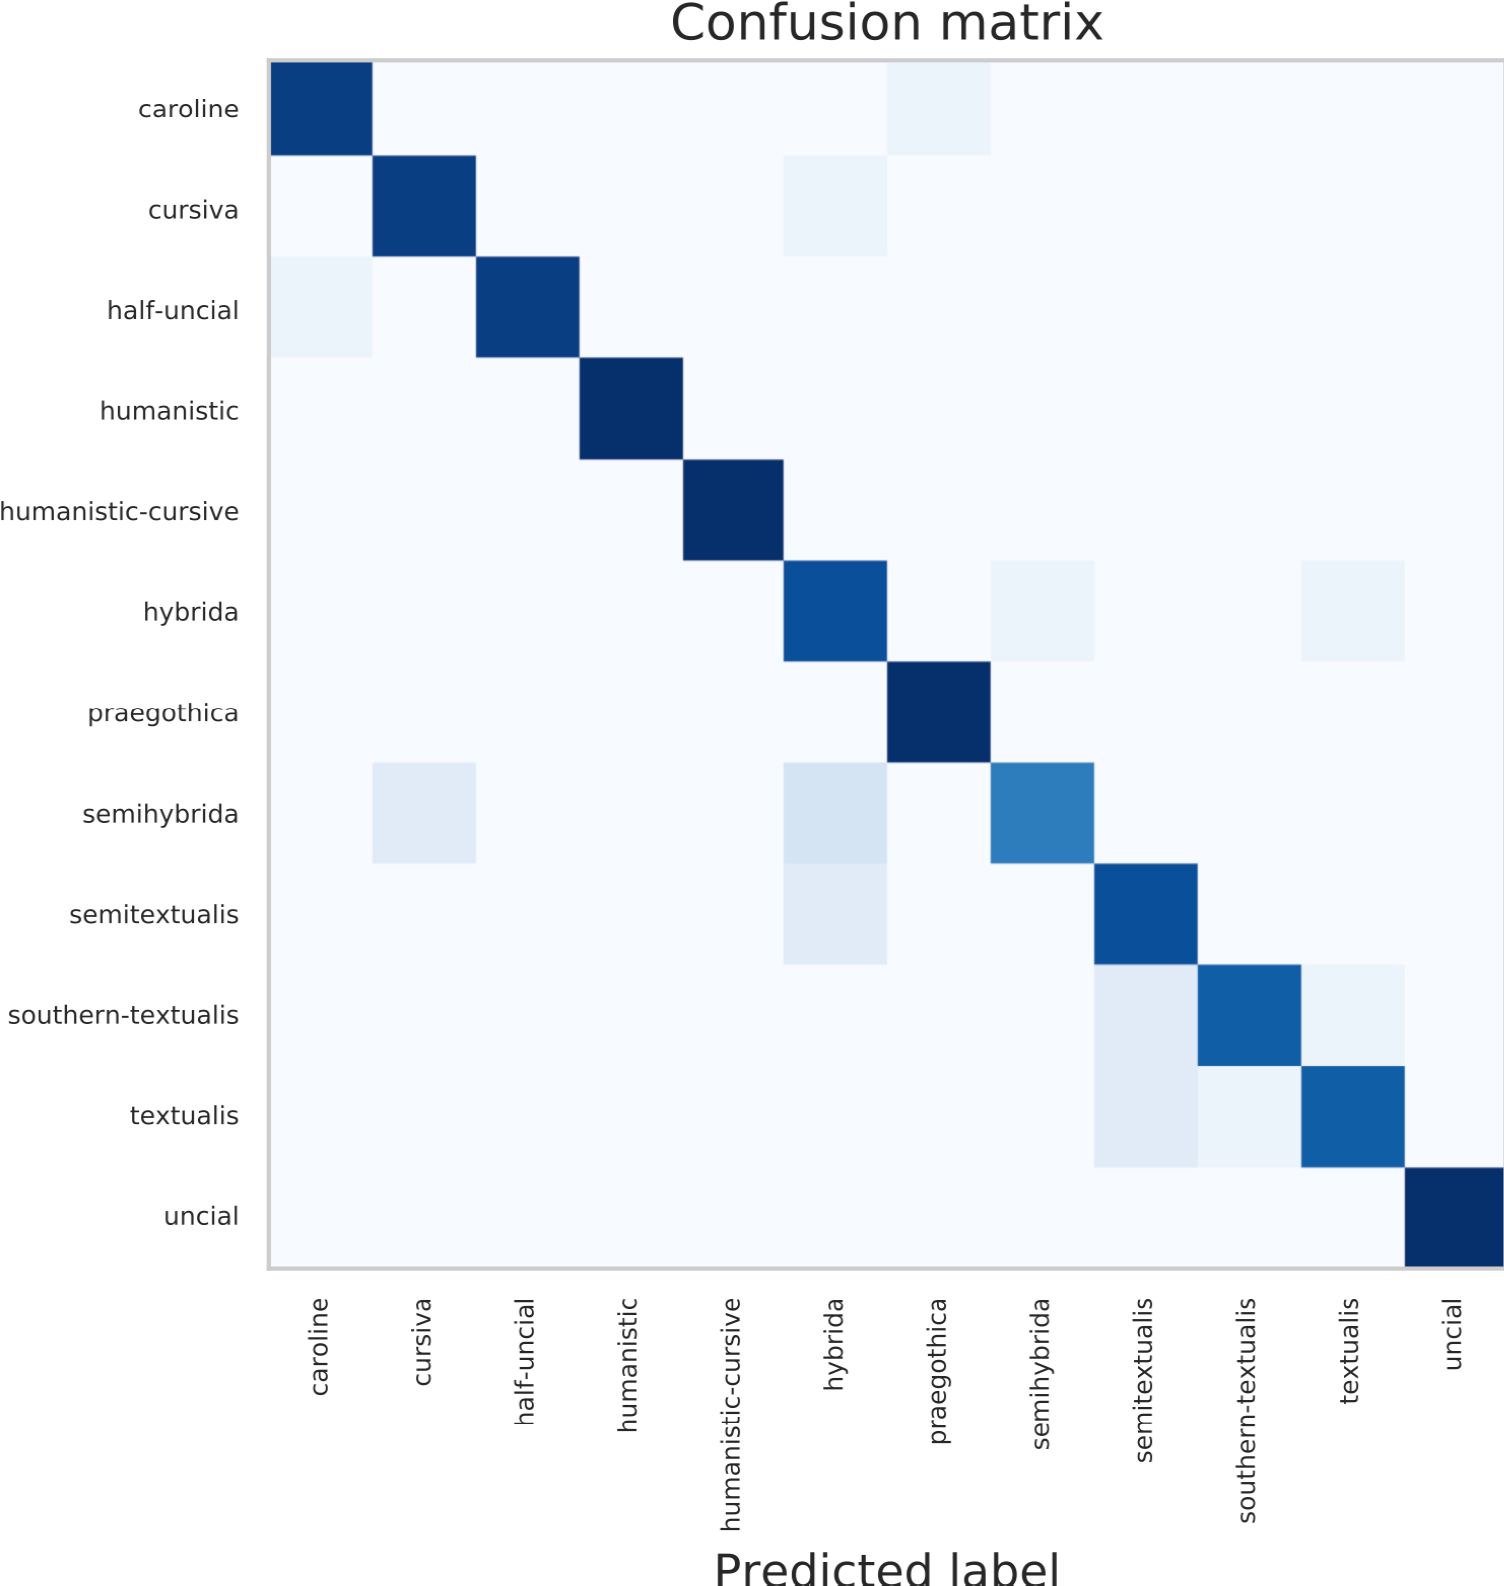 Confusion matrix
caroline
cursiva
half-uncial
humanistic
humanistic-cursive
hybrida
praegothica
semihybrida
semitextualis
southern-textualis
textualis
uncial
caroline
cursiva
half-uncial
humanistic
humanistic-cursive
hybrida
praegothica
semihybrida
semitextualis
southern-textualis
textualis
uncial
Predicted label